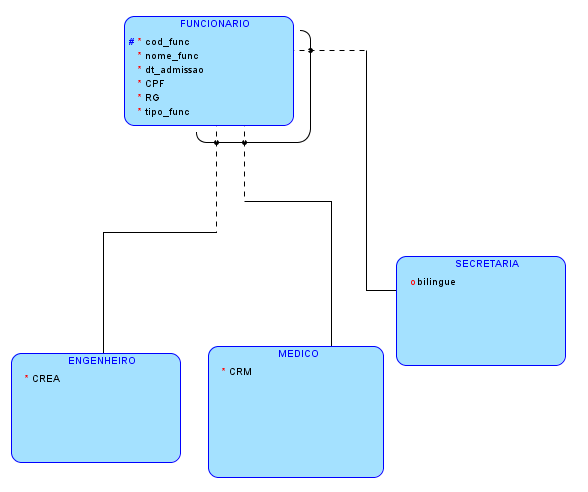 FUNCIONARIO
# * cod_func
* nome_func
* dt_admissao
* CPF
* RG
* tipo_func
SECRETARIA
o bilingue
MEDICO
* CRM
ENGENHEIRO
* CREA